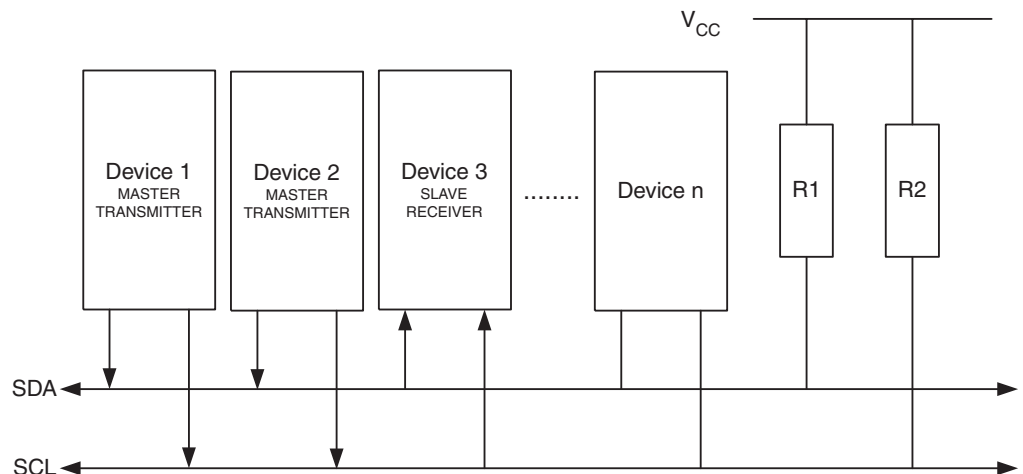 VCC
Device 1
MASTER
TRANSMITTER
Device 2
MASTER
TRANSMITTER
Device 3
SLAVE
RECEIVER
........
Device n
R1
R2
SDA
SCL